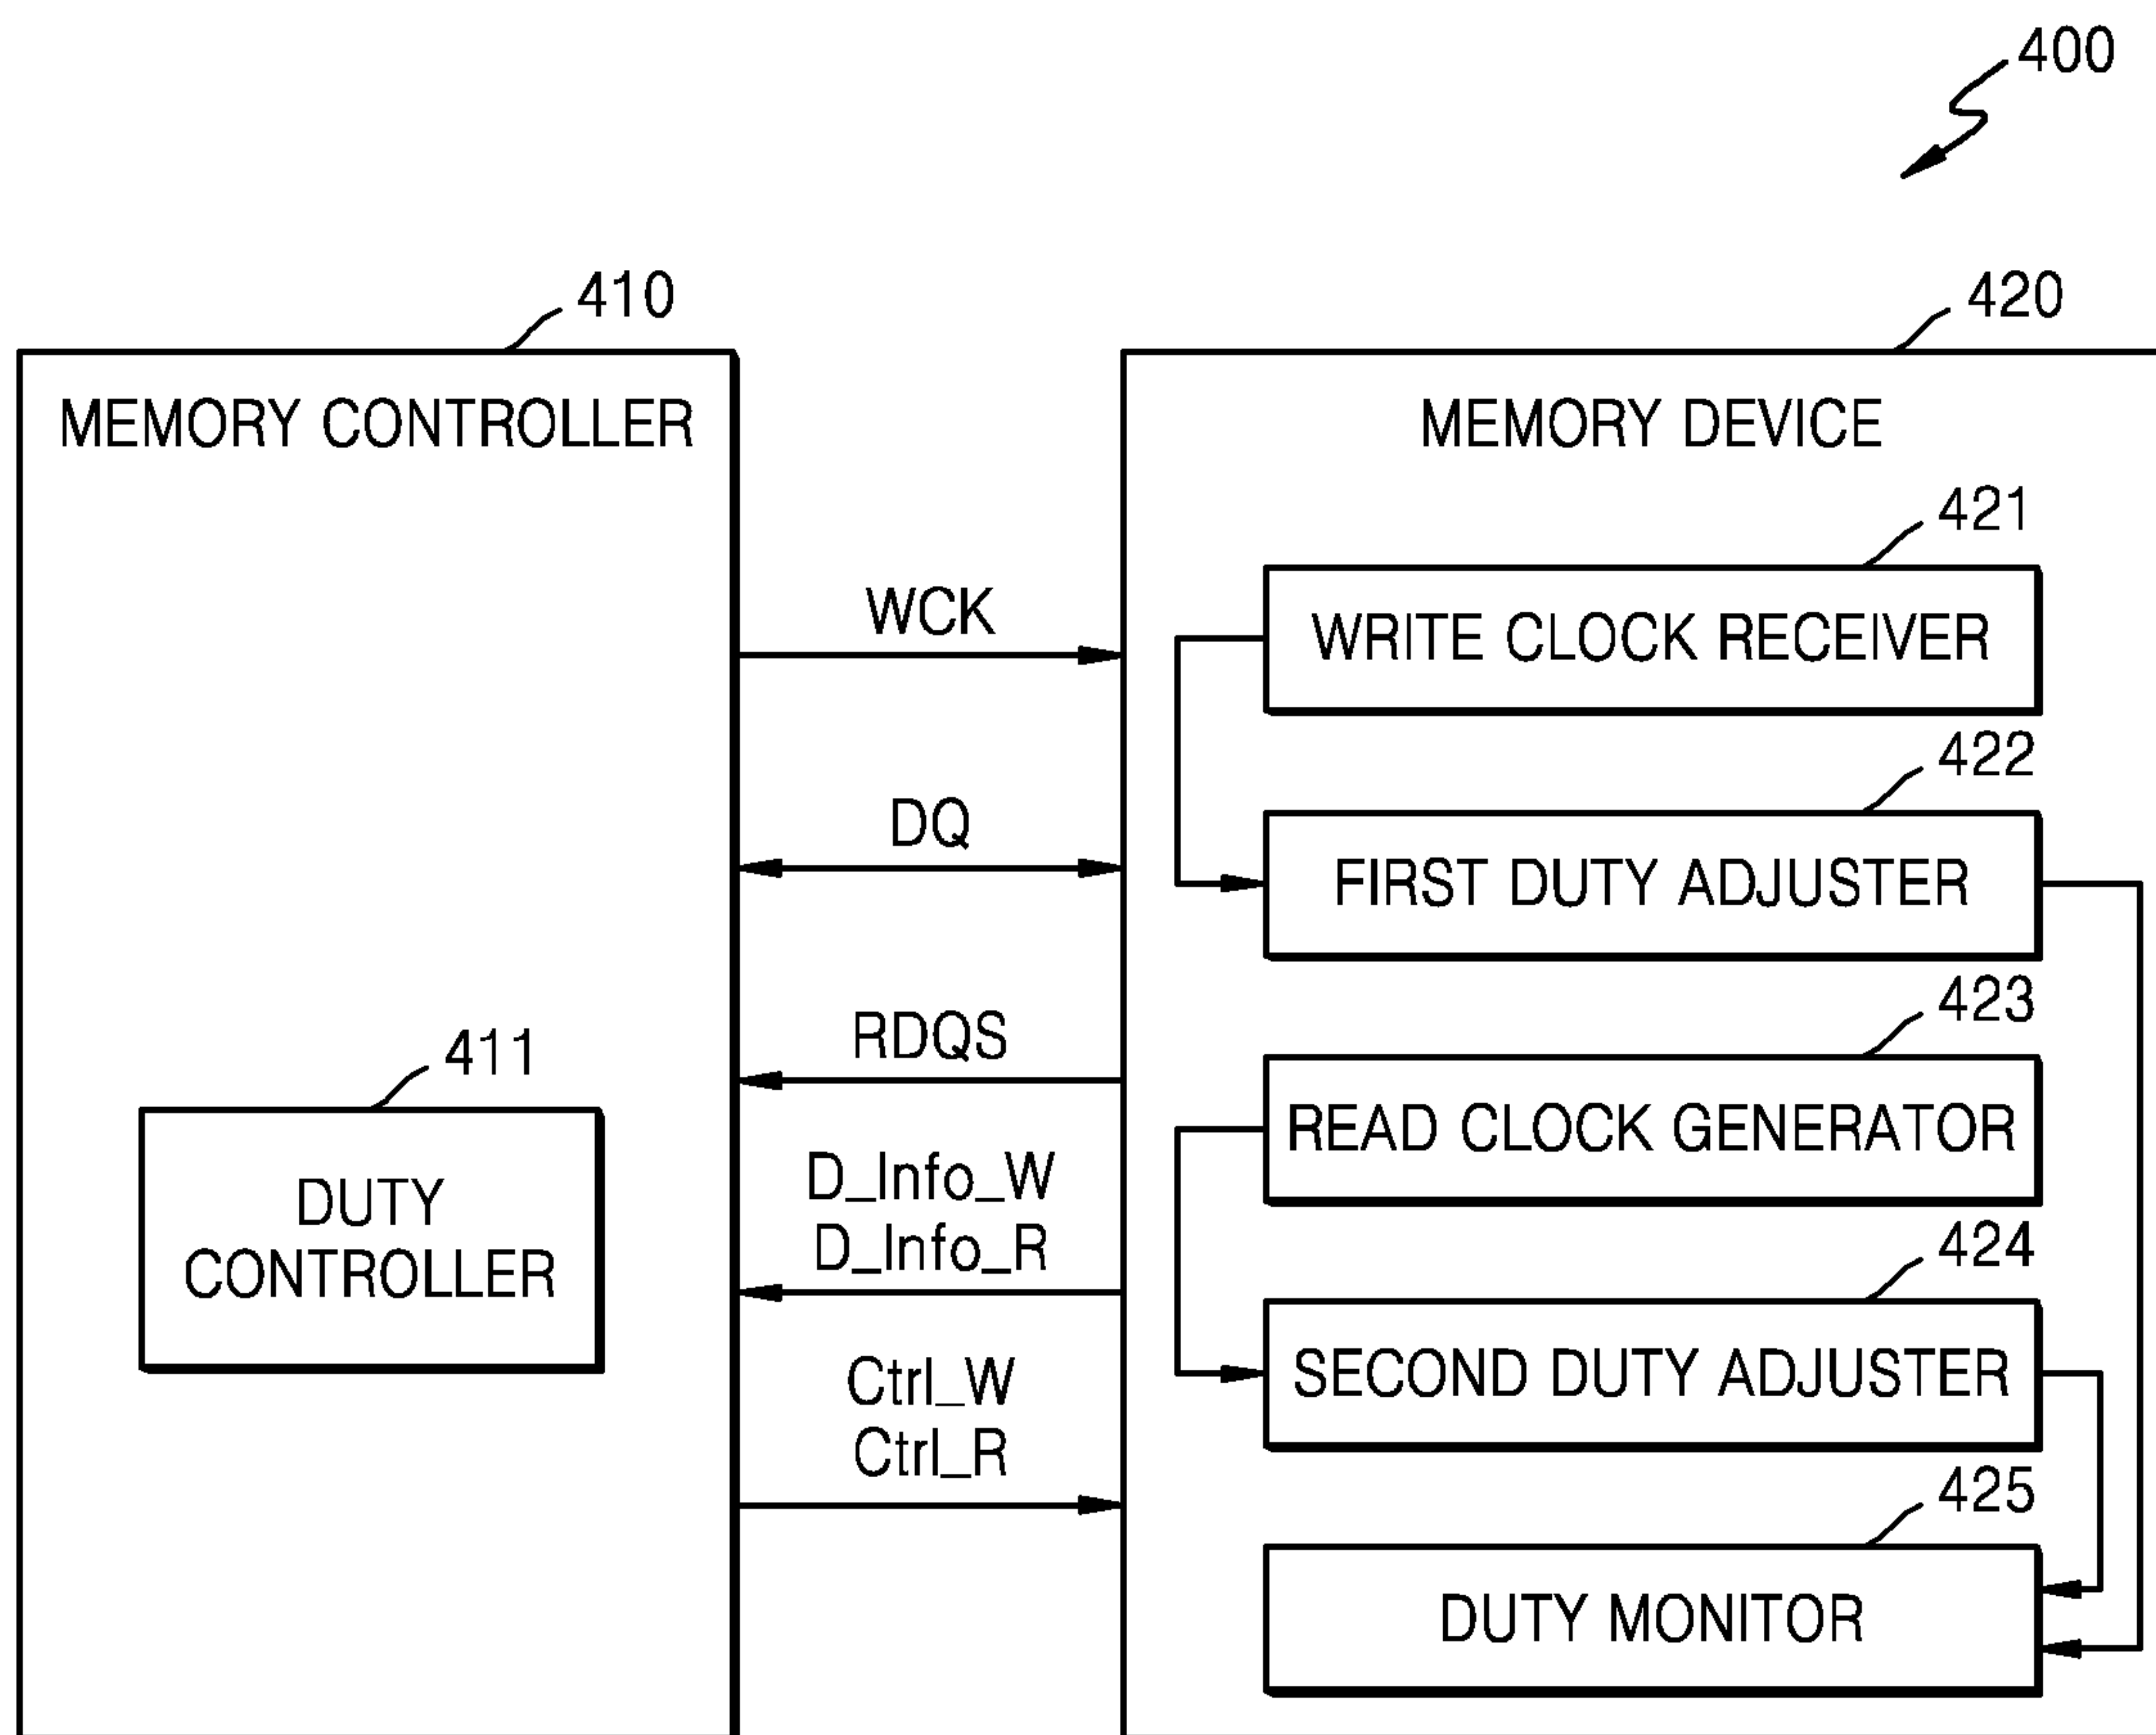 400
410
420
MEMORY CONTROLLER
MEMORY DEVICE
421
WCK
WRITE CLOCK RECEIVER
422
DQ
FIRST DUTY ADJUSTER
423
RDQS
411
READ CLOCK GENERATOR
D_Info_W
D_Info_R
DUTY
CONTROLLER
424
Ctrl_W
Ctrl_R
SECOND DUTY ADJUSTER
425
DUTY MONITOR